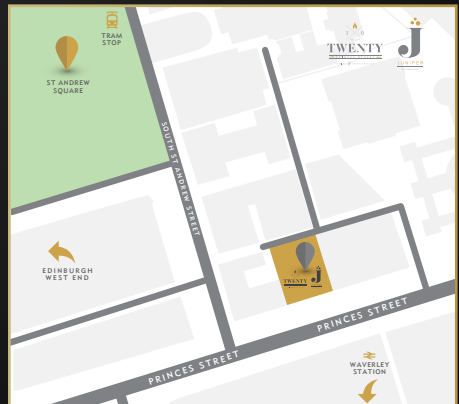 TRAM
STOP
ST ANDREW
SQUARE
TWENTY
J
JUNIPER
SOUTH ST ANDREW STREET
EDINBURGH
WEST END
TWENTY
J
PRINCES STREET
PRINCES STREET
WAVERLEY
STATION